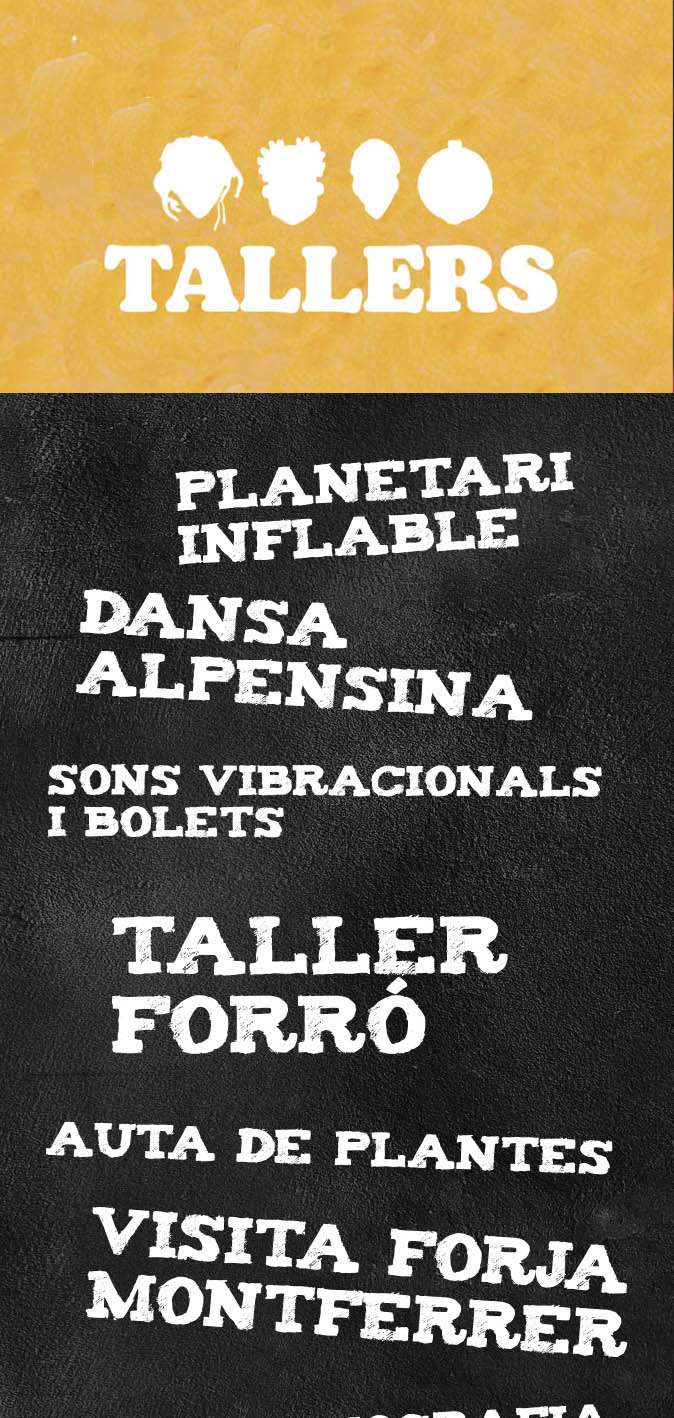 TALLERS
PLANETARI
INFLABLE
DANSA
ALPENSINA
SONS VIBRACIONALS
I BOLETS
TALLER
FORRÓ
AUTA DE PLANTES
VISITA FORJA
MONTFERRER